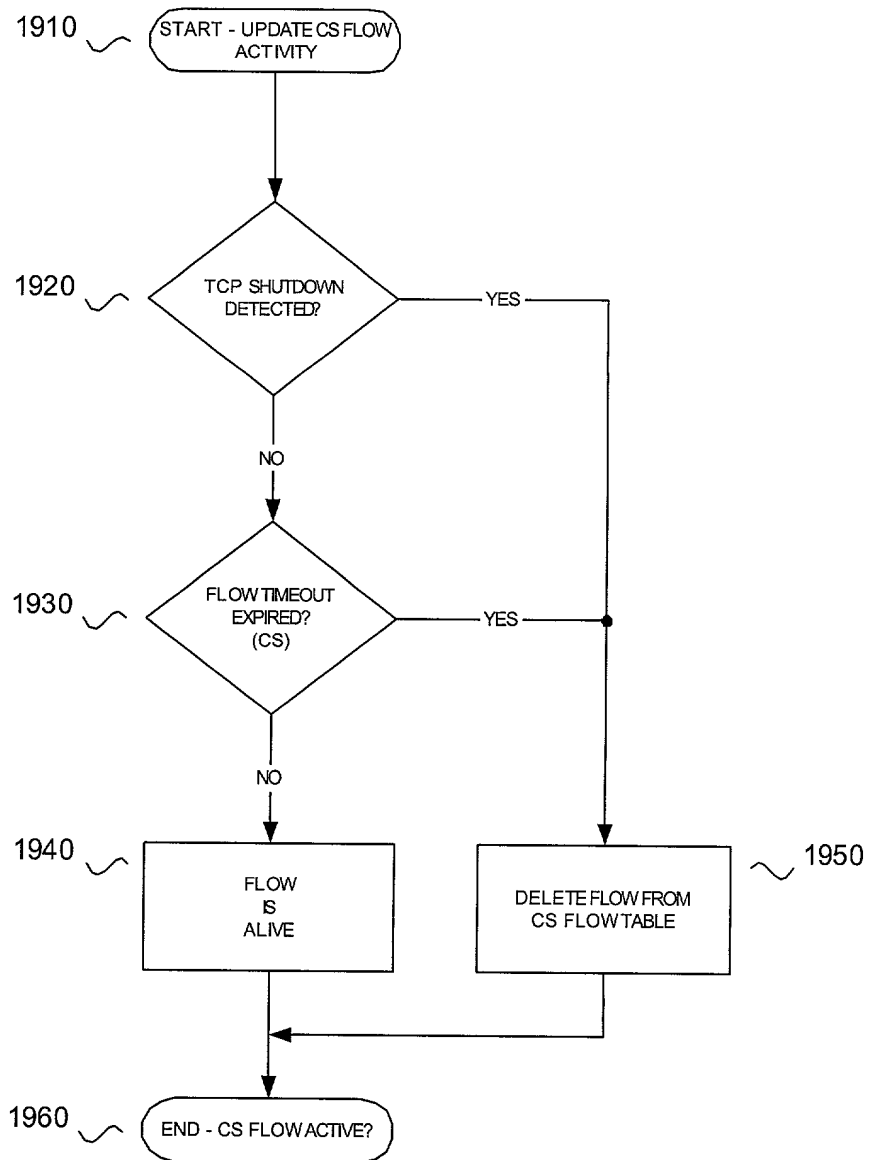 1910
START - UPDATE CS FLOW
ACTIVITY
1920
TCP SHUTDOWN
DETECTED?
YES
NO
1930
FLOW TIMEOUT
EXPIRED?
(CS)
YES
NO
1940
FLOW
IS
ALIVE
DELETE FLOW FROM
CS FLOW TABLE
1950
1960
END - CS FLOW ACTIVE?